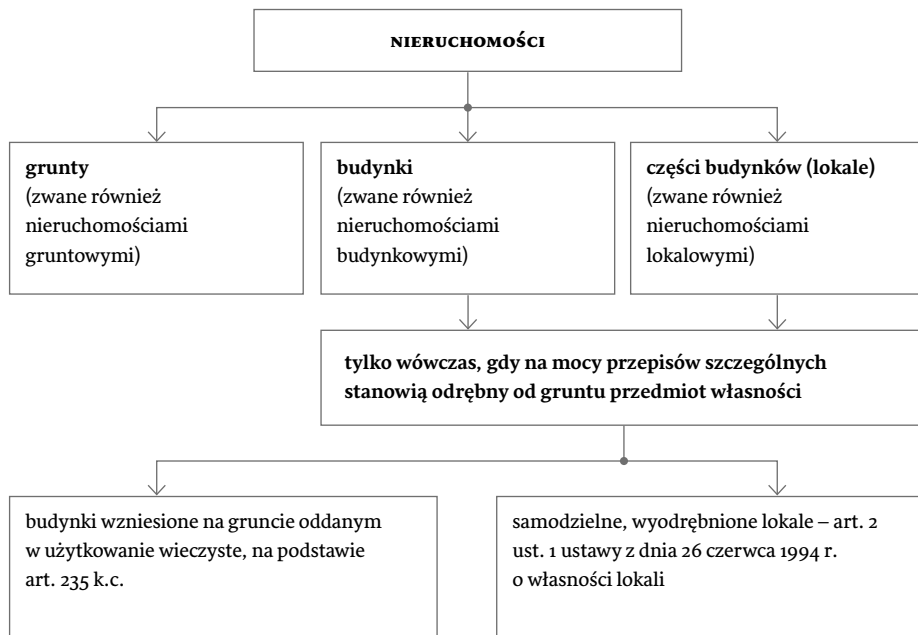 NIERUCHOMOŚCI
grunty
(zwane również
nieruchomościami
gruntowymi)
budynki
(zwane również
nieruchomościami
budynkowymi)
części budynków (lokale)
(zwane również
nieruchomościami
lokalowymi)
tylko wówczas, gdy na mocy przepisów szczególnych
stanowią odrębny od gruntu przedmiot własności
budynki wzniesione na gruncie oddanym
w użytkowanie wieczyste, na podstawie
art. 235 k.c.
samodzielne, wyodrębnione lokale – art. 2
ust. 1 ustawy z dnia 26 czerwca 1994 r.
o własności lokali